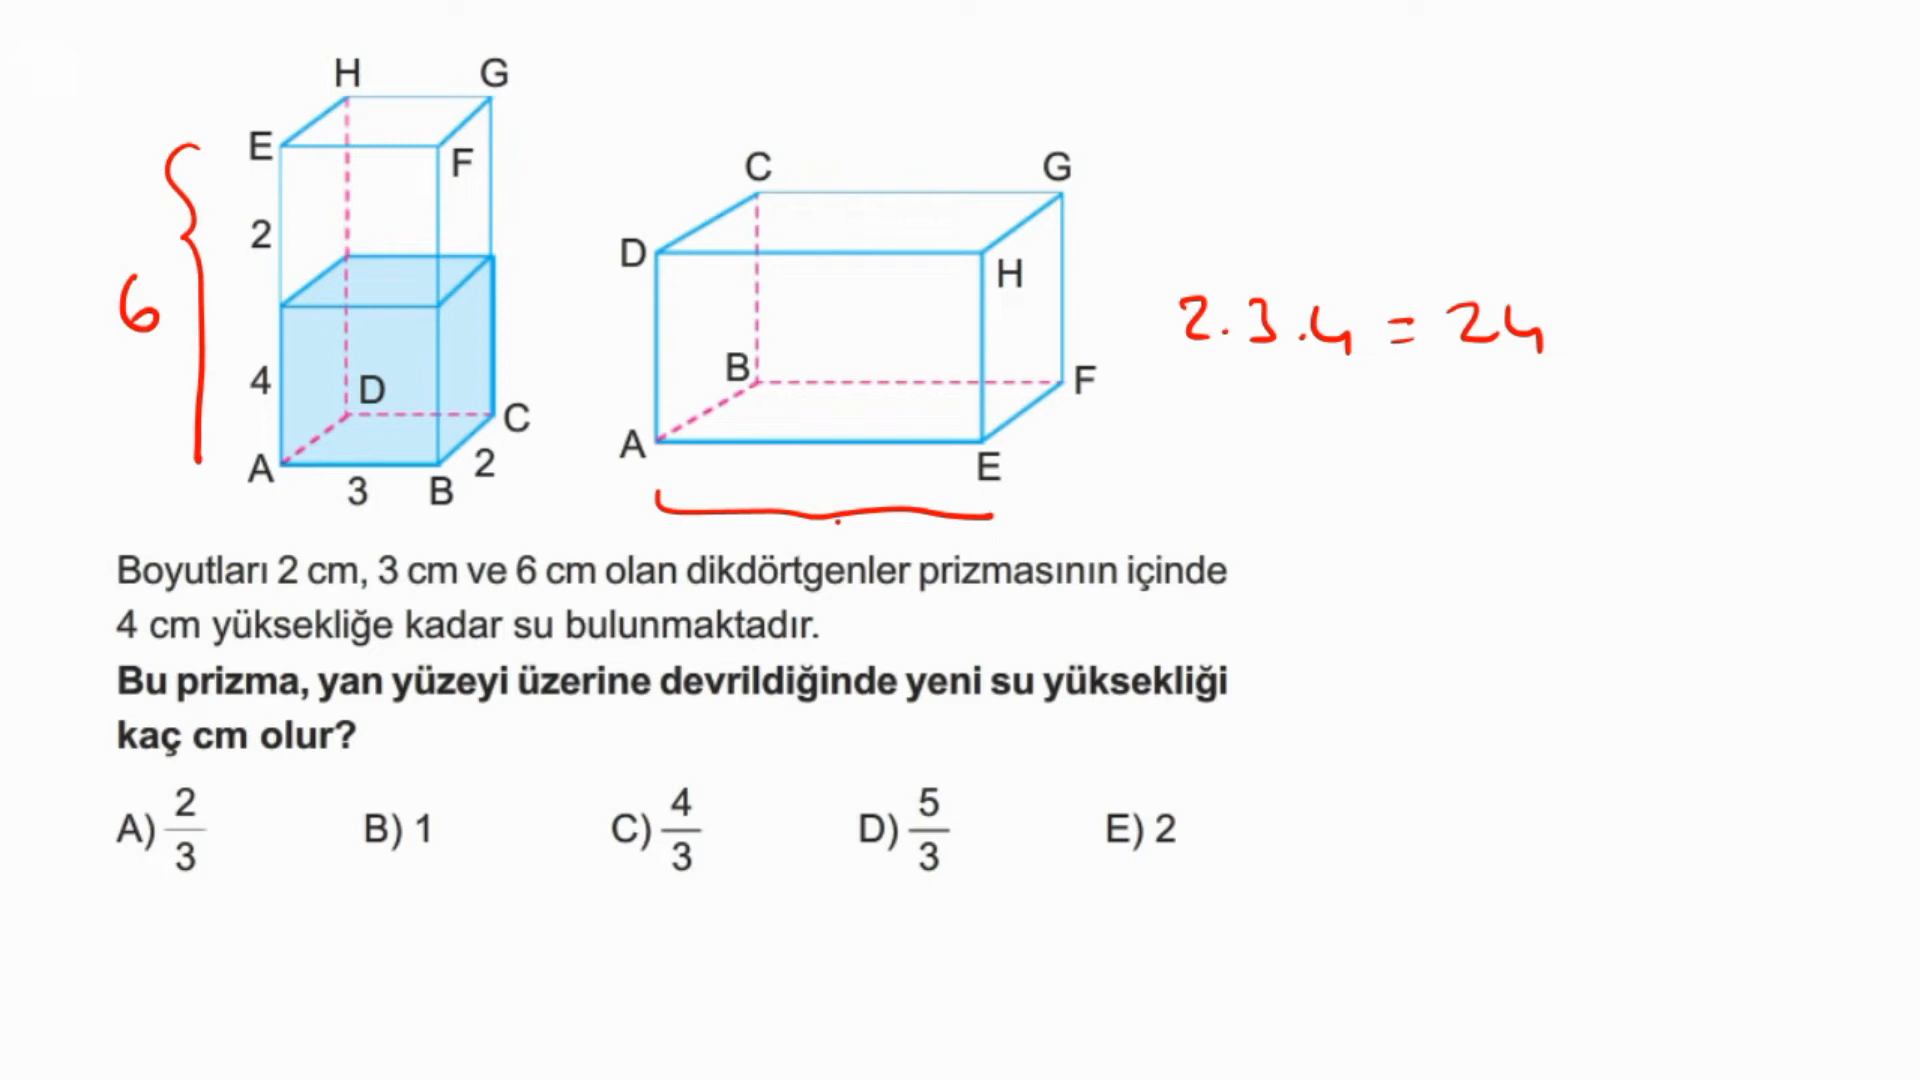 H G
E
F
2
6
4
D
C
A
2
3 B
C G
D
H
B
F
A
E
2.3.4 = 24
Boyutları 2 cm, 3 cm ve 6 cm olan dikdörtgenler prizmasının içinde
4 cm yüksekliğe kadar su bulunmaktadır.
Bu prizma, yan yüzeyi üzerine devrildiğinde yeni su yüksekliği
kaç cm olur?
A) 2/3 B) 1 C) 4/3 D) 5/3 E) 2